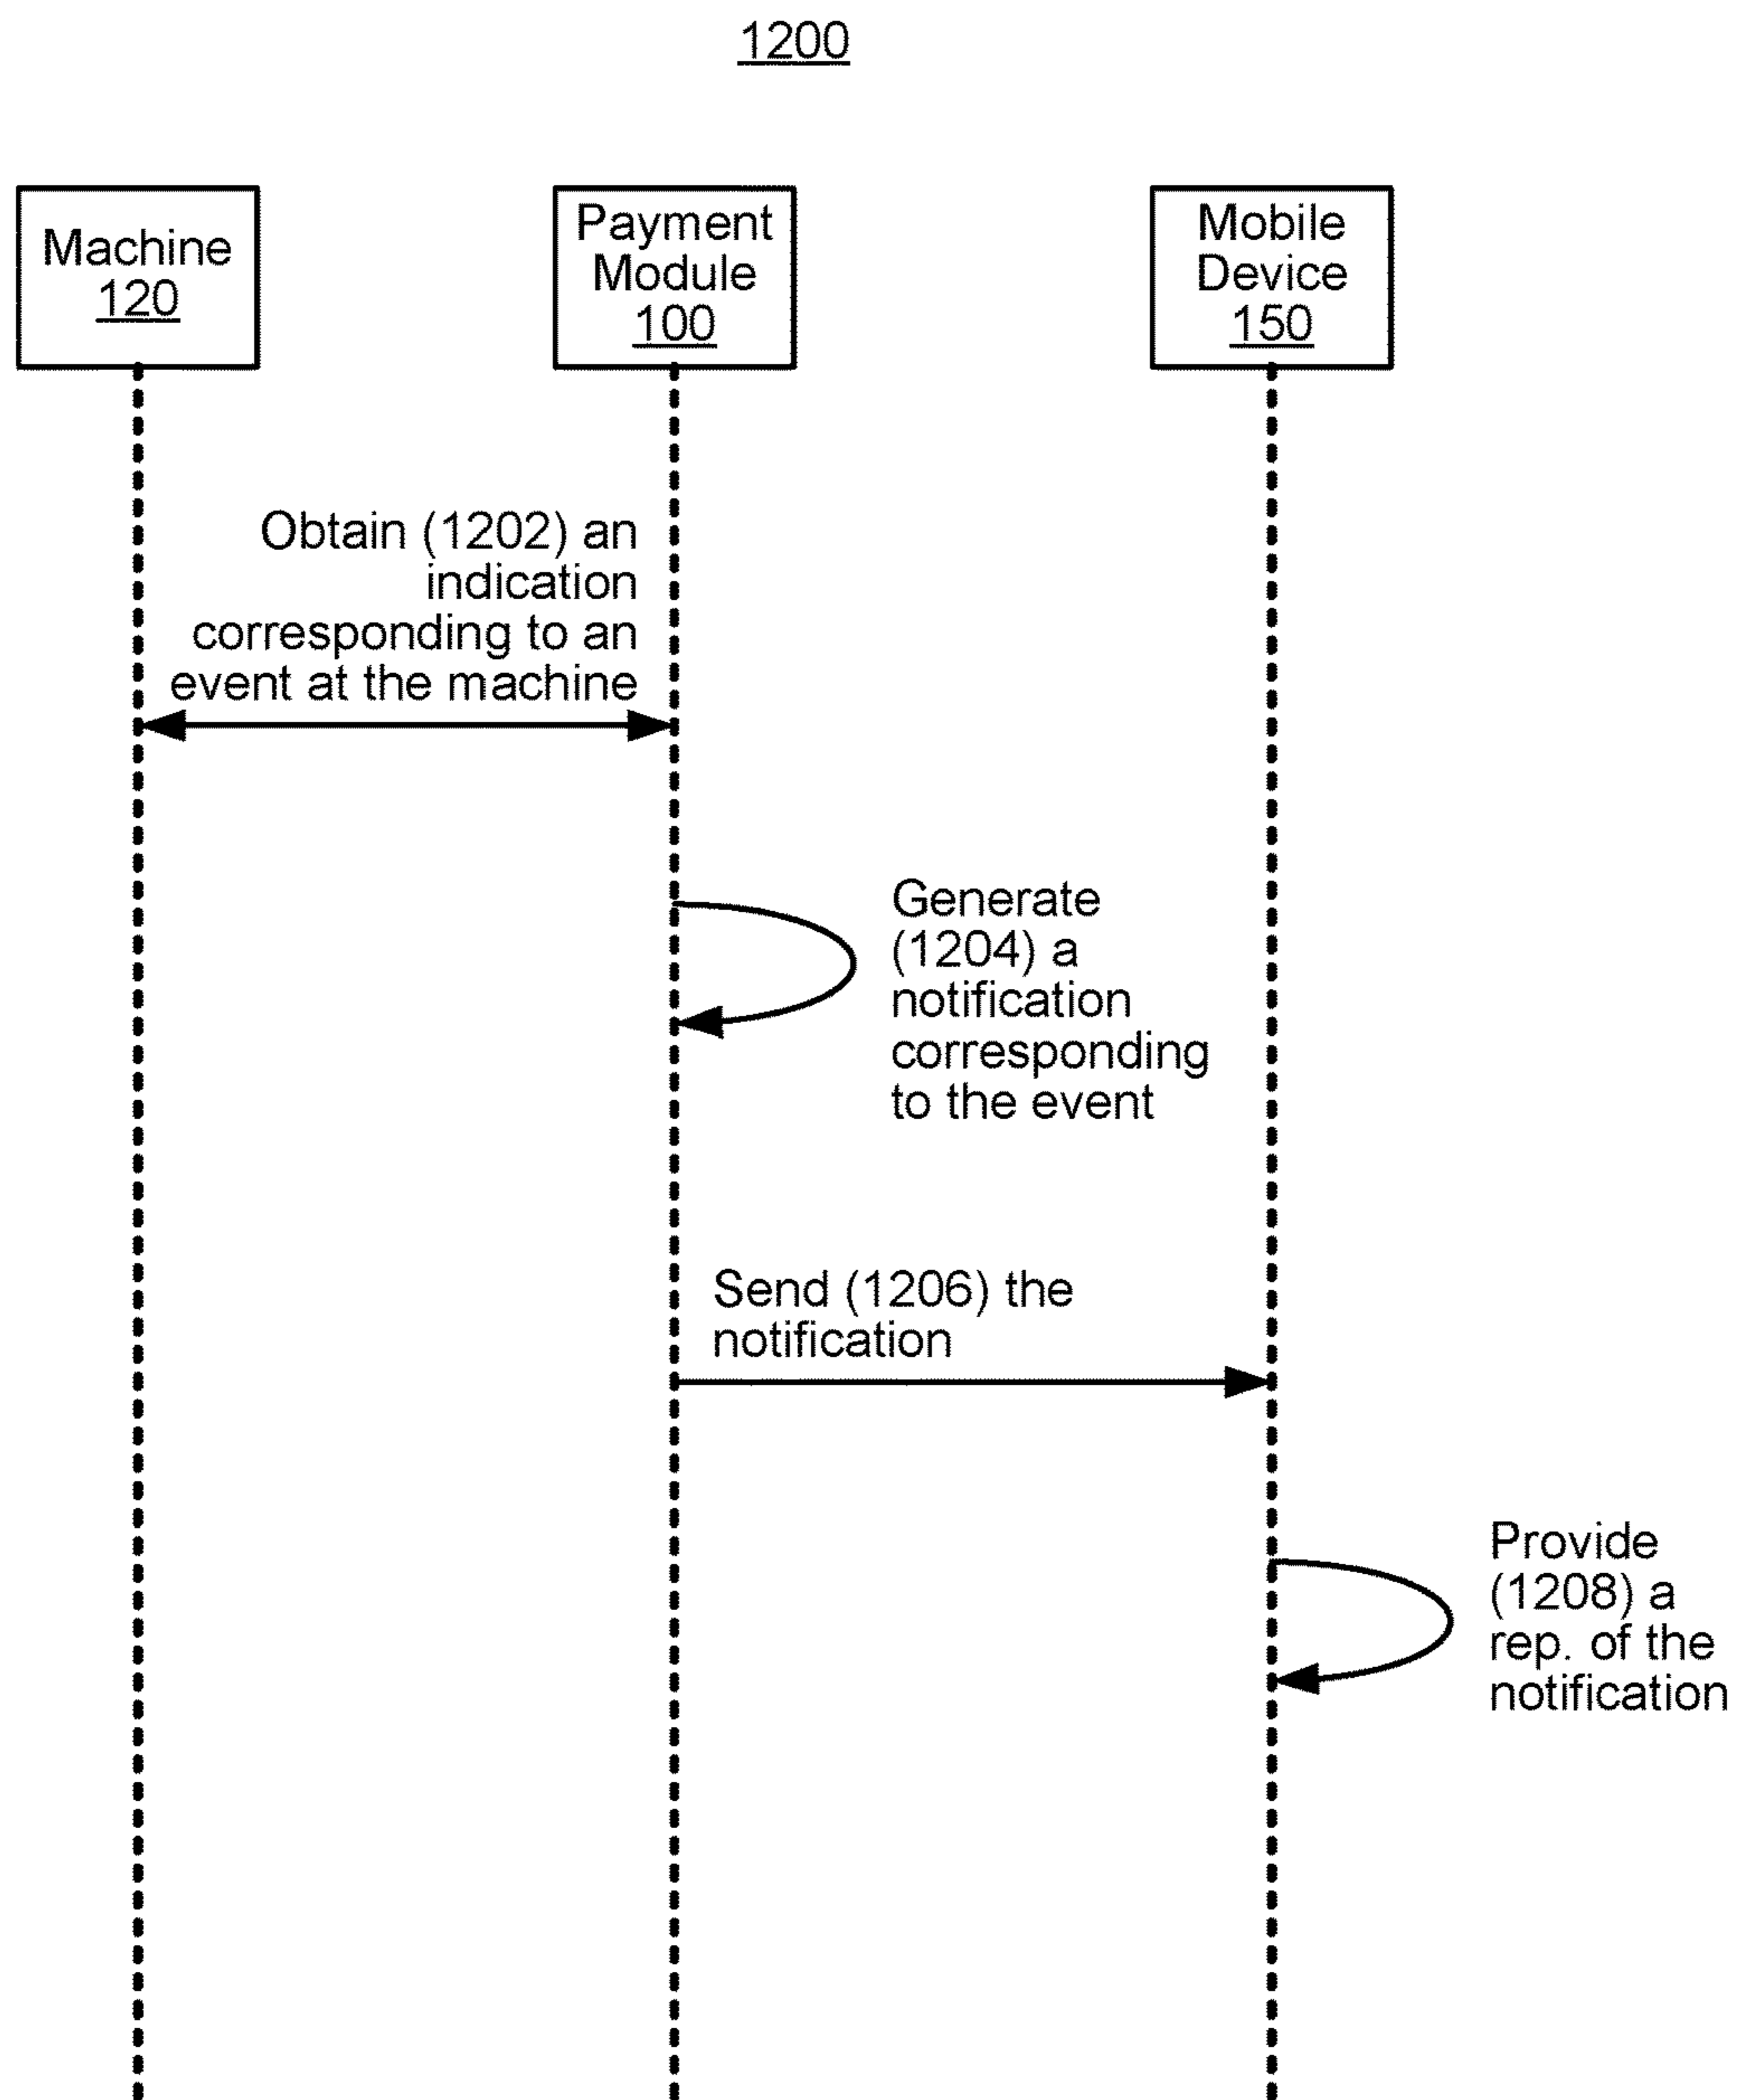 1200
Machine
120
Payment
Module
100
Mobile
Device
150
Obtain (1202) an
indication
corresponding to an
event at the machine
Generate
(1204) a
notification
corresponding
to the event
Send (1206) the
notification
Provide
(1208) a
rep. of the
notification